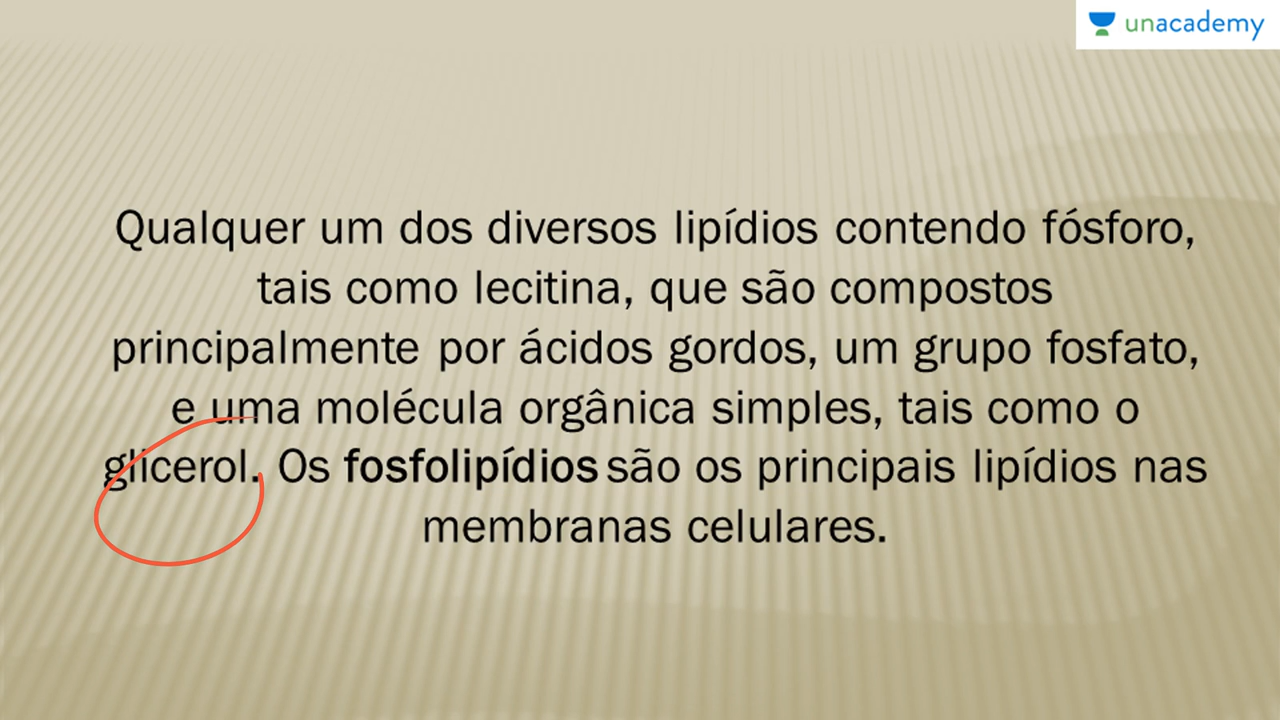 unacademy
Qualquer um dos diversos lipídios contendo fósforo,
tais como lecitina, que são compostos
principalmente por ácidos gordos, um grupo fosfato,
e uma molécula orgânica simples, tais como o
glicerol. Os fosfolipídios são os principais lipídios nas
membranas celulares.